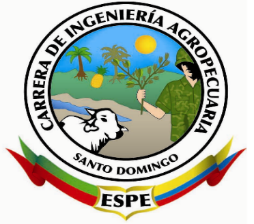 CARRERA DE INGENIERÍA AGROPECUARIA
SANTO DOMINGO
ESPE